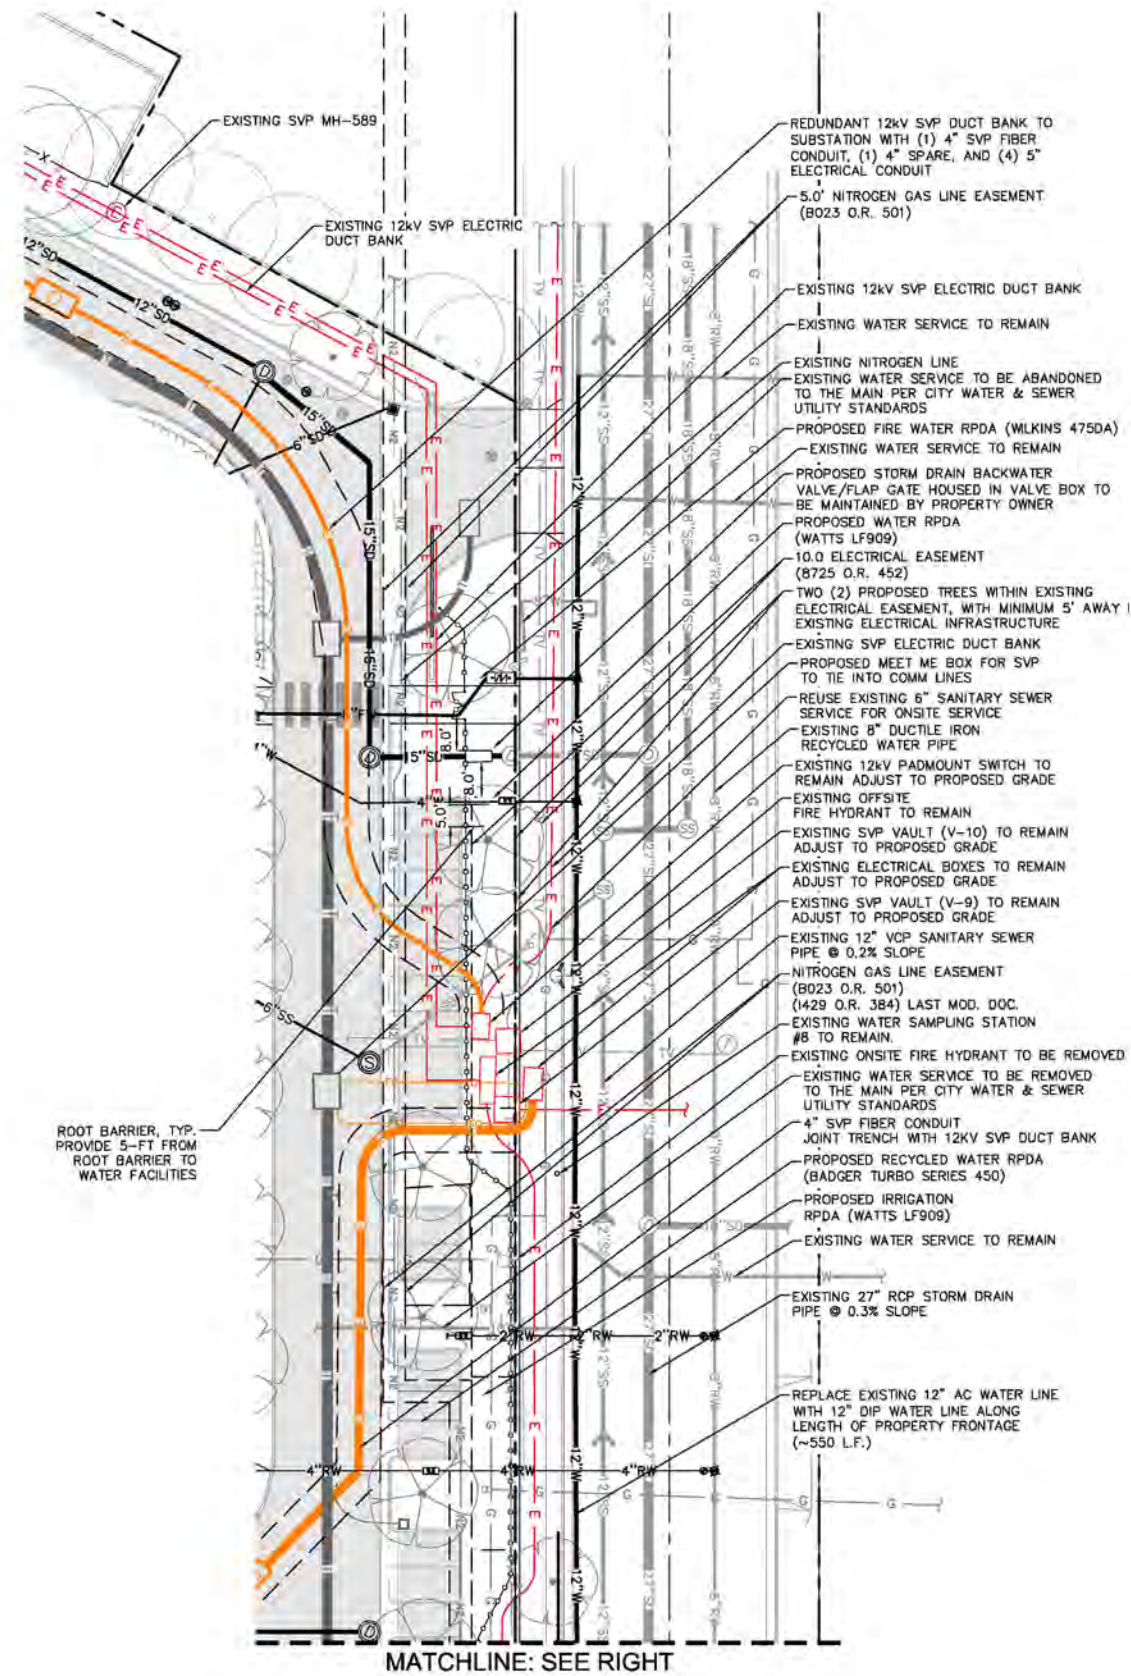 EXISTING SVP MH-589
EXISTING 12kV SVP ELECTRIC
DUCT BANK
REDUNDANT 12kV SVP DUCT BANK TO
SUBSTATION WITH (1) 4" SVP FIBER
CONDUIT, (1) 4" SPARE, AND (4) 5"
ELECTRICAL CONDUIT
5.0' NITROGEN GAS LINE EASEMENT
(B023 O.R. 501)
EXISTING 12kV SVP ELECTRIC DUCT BANK
EXISTING WATER SERVICE TO REMAIN
EXISTING NITROGEN LINE
EXISTING WATER SERVICE TO BE ABANDONED
TO THE MAIN PER CITY WATER & SEWER
UTILITY STANDARDS
PROPOSED FIRE WATER RPDA (WILKINS 475DA)
EXISTING WATER SERVICE TO REMAIN
PROPOSED STORM DRAIN BACKWATER
VALVE/FLAP GATE HOUSED IN VALVE BOX TO
BE MAINTAINED BY PROPERTY OWNER
PROPOSED WATER RPDA
(WATTS LF909)
10.0 ELECTRICAL EASEMENT
(8725 O.R. 452)
TWO (2) PROPOSED TREES WITHIN EXISTING
ELECTRICAL EASEMENT, WITH MINIMUM 5' AWAY
EXISTING ELECTRICAL INFRASTRUCTURE
EXISTING SVP ELECTRIC DUCT BANK
PROPOSED MEET ME BOX FOR SVP
TO TIE INTO COMM LINES
REUSE EXISTING 6" SANITARY SEWER
SERVICE FOR ONSITE SERVICE
EXISTING 8" DUCTILE IRON
RECYCLED WATER PIPE
EXISTING 12kV PADMOUNT SWITCH TO
REMAIN ADJUST TO PROPOSED GRADE
EXISTING OFFSITE
FIRE HYDRANT TO REMAIN
EXISTING SVP VAULT (V-10) TO REMAIN
ADJUST TO PROPOSED GRADE
EXISTING ELECTRICAL BOXES TO REMAIN
ADJUST TO PROPOSED GRADE
EXISTING SVP VAULT (V-9) TO REMAIN
ADJUST TO PROPOSED GRADE
EXISTING 12" VCP SANITARY SEWER
PIPE @ 0.2% SLOPE
NITROGEN GAS LINE EASEMENT
(B023 O.R. 501)
(I429 O.R. 384) LAST MOD. DOC.
EXISTING WATER SAMPLING STATION
#8 TO REMAIN.
EXISTING ONSITE FIRE HYDRANT TO BE REMOVED
EXISTING WATER SERVICE TO BE REMOVED
TO THE MAIN PER CITY WATER & SEWER
UTILITY STANDARDS
4" SVP FIBER CONDUIT
JOINT TRENCH WITH 12KV SVP DUCT BANK
PROPOSED RECYCLED WATER RPDA
(BADGER TURBO SERIES 450)
PROPOSED IRRIGATION
RPDA (WATTS LF909)
EXISTING WATER SERVICE TO REMAIN
EXISTING 27" RCP STORM DRAIN
PIPE @ 0.3% SLOPE
REPLACE EXISTING 12" AC WATER LINE
WITH 12" DIP WATER LINE ALONG
LENGTH OF PROPERTY FRONTAGE
(~550 L.F.)
ROOT BARRIER, TYP.
PROVIDE 5-FT FROM
ROOT BARRIER TO
WATER FACILITIES
12"SD
12"SD
15"SD
6"SD
15"SD
15"SD
8.0'
8.0'
5.0'
6"SS
12"W
12"W
12"W
12"W
2"RW
2"RW
2"RW
4"RW
4"RW
4"RW
MATCHLINE: SEE RIGHT